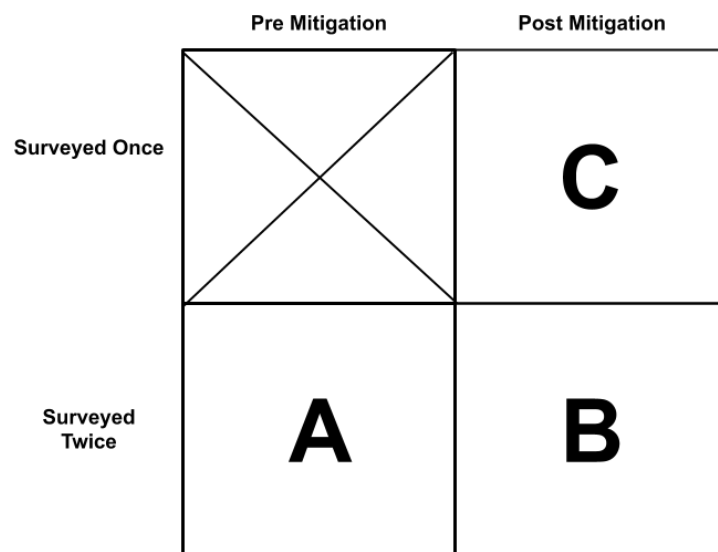 Pre Mitigation
Post Mitigation
Surveyed Once
C
Surveyed
Twice
A
B